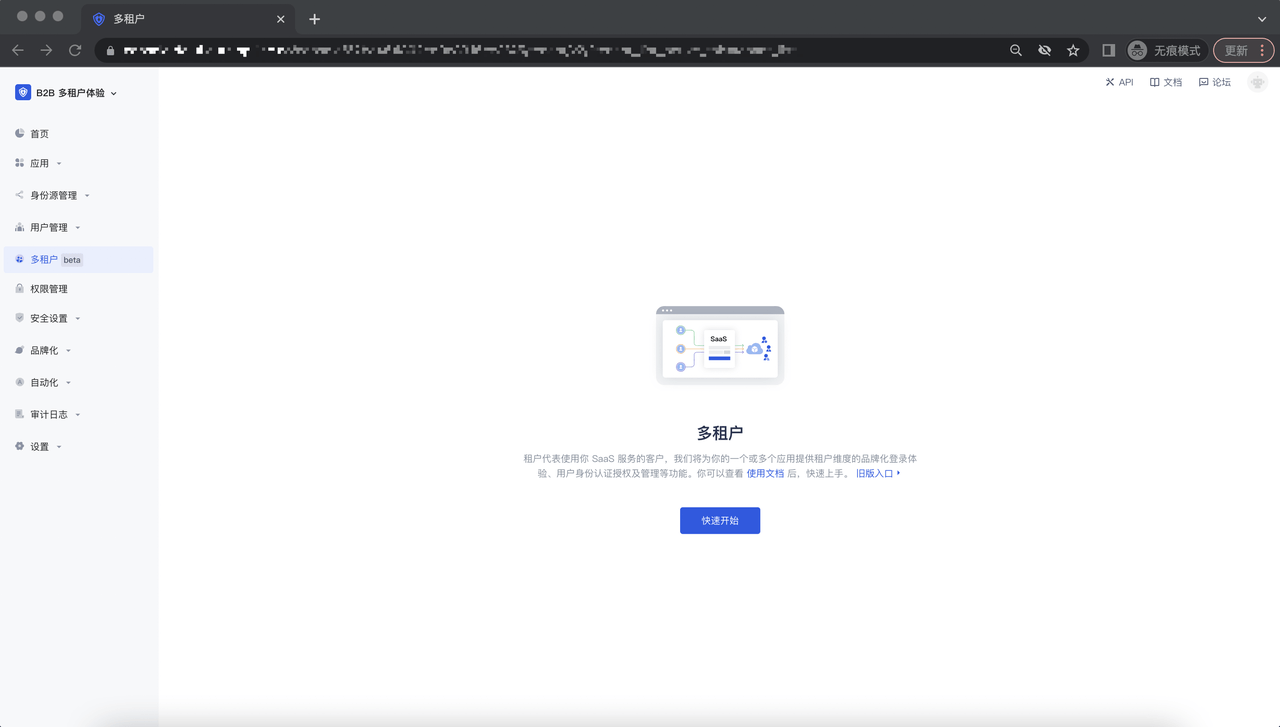 多租户
无痕模式
更新
B2B 多租户体验
API
文档
论坛
首页
应用
身份源管理
用户管理
多租户 beta
权限管理
安全设置
品牌化
自动化
审计日志
设置
SaaS
多租户
租户代表使用你 SaaS 服务的客户，我们将为你的一个或多个应用提供租户维度的品牌化登录体
验、用户身份认证授权及管理等功能。你可以查看 使用文档 后，快速上手。 旧版入口
快速开始